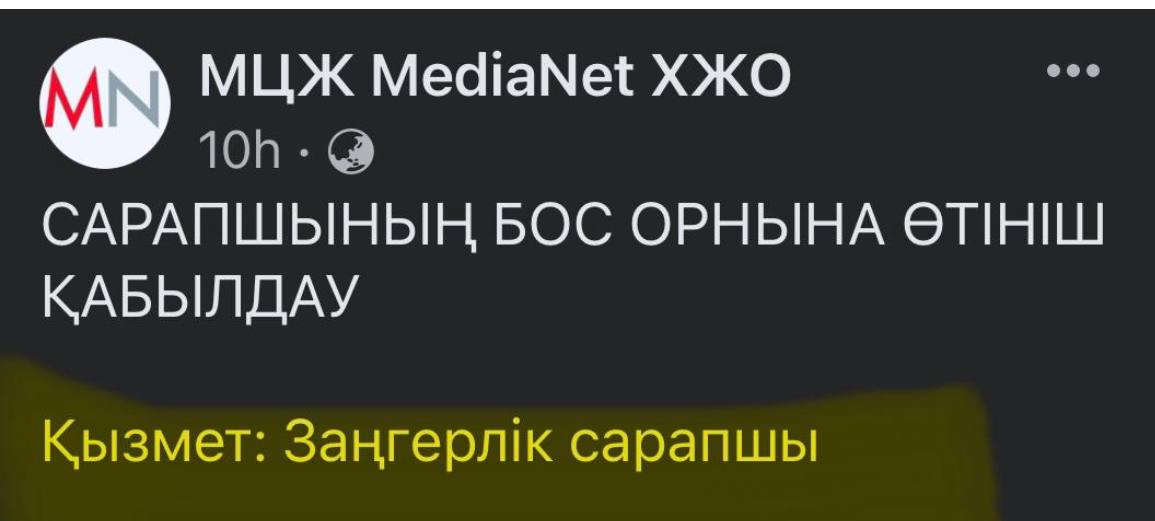 MN
МЦЖ MediaNet ХЖО
10h ·
САРАПШЫНЫҢ БОС ОРНЫНА ӨТІНІШ
ҚАБЫЛДАУ
Қызмет: Заңгерлік сарапшы